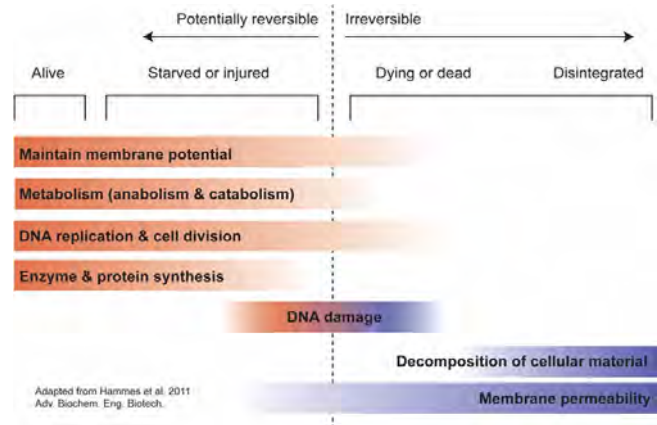 Potentially reversible
Irreversible
Alive
Starved or injured
Dying or dead
Disintegrated
Maintain membrane potential
Metabolism (anabolism & catabolism)
DNA replication & cell division
Enzyme & protein synthesis
DNA damage
Decomposition of cellular material
Membrane permeability
Adapted from Hammes et al. 2011
Adv. Biochem. Eng. Biotech.